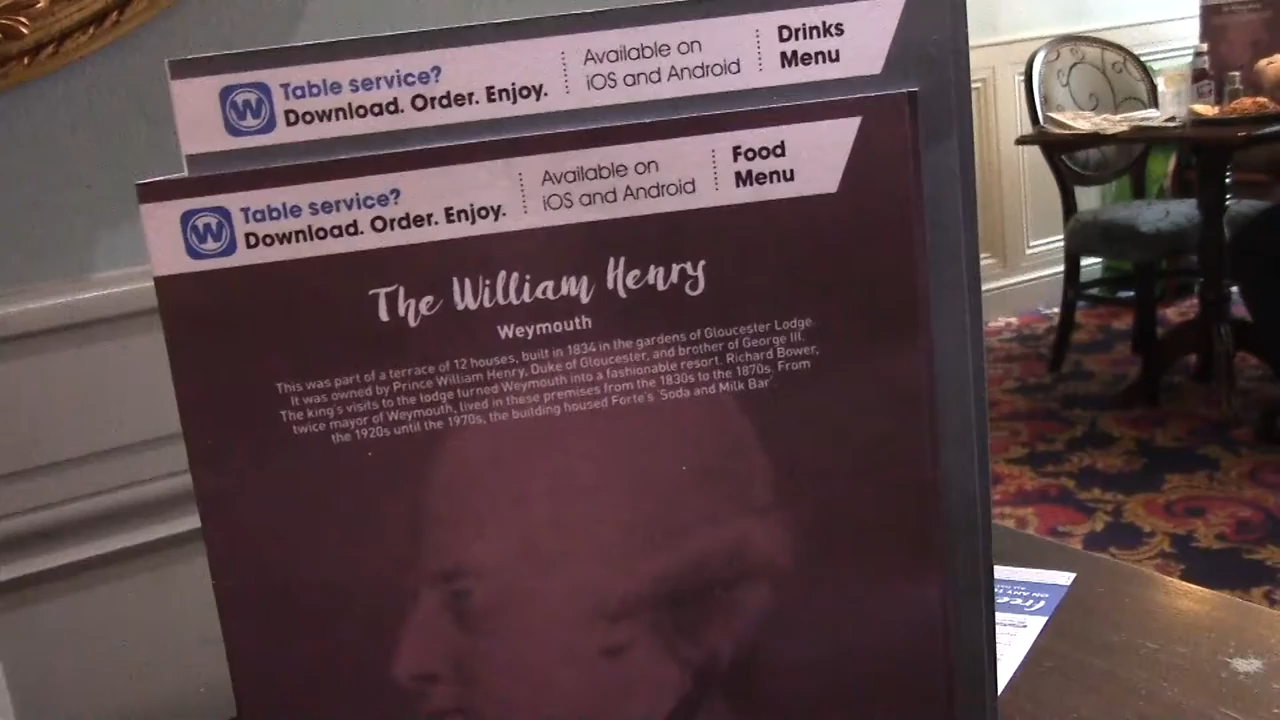 Table service?
Download. Order. Enjoy.
Available on
iOS and Android
Drinks
Menu
W
Table service?
Download. Order. Enjoy.
Available on
iOS and Android
Food
Menu
W
The William Henry
Weymouth
This was part of a terrace of 12 houses, built in 1834 in the gardens of Gloucester Lodge.
It was owned by Prince William Henry, Duke of Gloucester, and brother of George III.
The king's visits to the lodge turned Weymouth into a fashionable resort. Richard Bower,
twice mayor of Weymouth, lived in these premises from the 1830s to the 1870s. From
the 1920s until the 1970s, the building housed Forte's 'Soda and Milk Bar'
free
ON ANY